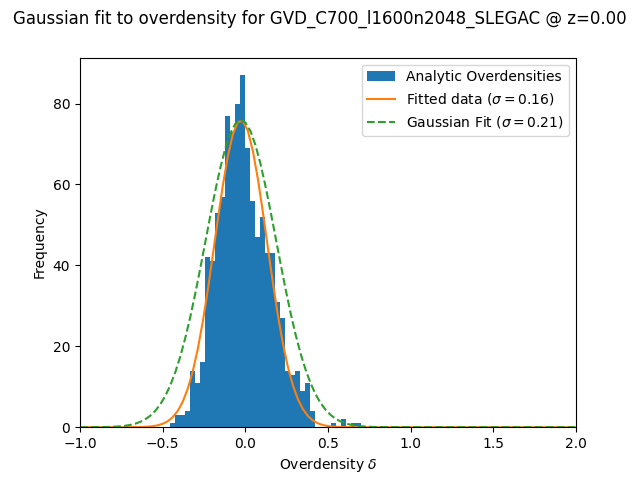 Gaussian fit to overdensity for GVD_C700_l1600n2048_SLEGAC @ z=0.00
Analytic Overdensities
Fitted data (σ = 0.16)
Gaussian Fit (σ = 0.21)
Frequency
80
60
40
20
0
−1.0 −0.5 0.0 0.5 1.0 1.5 2.0
Overdensity δ